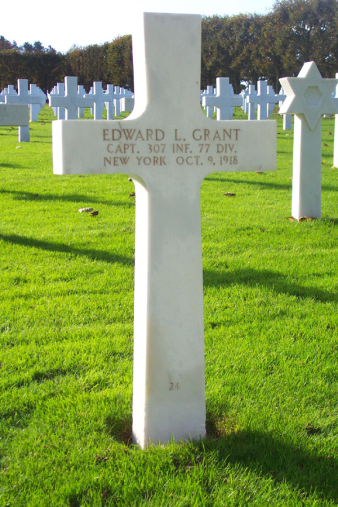 EDWARD L. GRANT
CAPT. 307 INF. 77 DIV.
NEW YORK OCT. 9, 1918
24